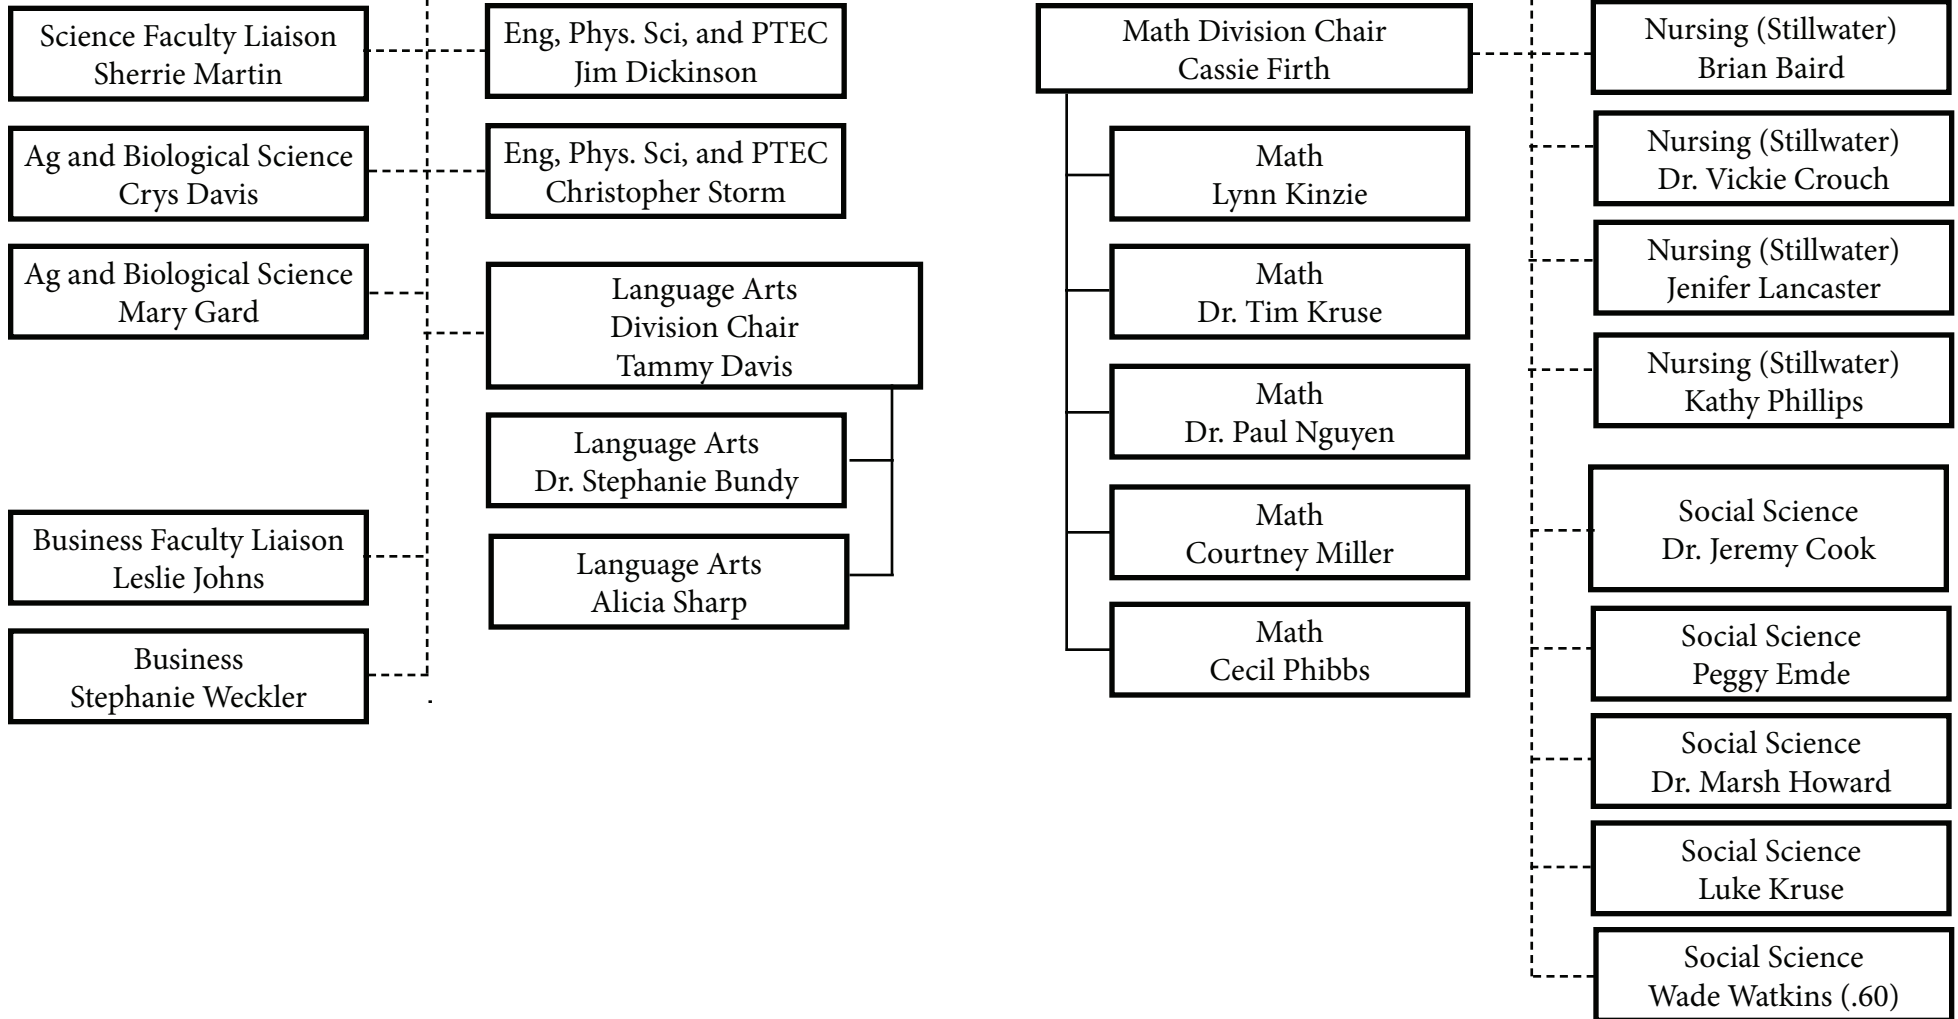 Science Faculty Liaison
Sherrie Martin
Ag and Biological Science
Crys Davis
Ag and Biological Science
Mary Gard
Business Faculty Liaison
Leslie Johns
Business
Stephanie Weckler
Eng, Phys. Sci, and PTEC
Jim Dickinson
Eng, Phys. Sci, and PTEC
Christopher Storm
Language Arts
Division Chair
Tammy Davis
Language Arts
Dr. Stephanie Bundy
Language Arts
Alicia Sharp
Math Division Chair
Cassie Firth
Math
Lynn Kinzie
Math
Dr. Tim Kruse
Math
Dr. Paul Nguyen
Math
Courtney Miller
Math
Cecil Phibbs
Nursing (Stillwater)
Brian Baird
Nursing (Stillwater)
Dr. Vickie Crouch
Nursing (Stillwater)
Jenifer Lancaster
Nursing (Stillwater)
Kathy Phillips
Social Science
Dr. Jeremy Cook
Social Science
Peggy Emde
Social Science
Dr. Marsh Howard
Social Science
Luke Kruse
Social Science
Wade Watkins (.60)